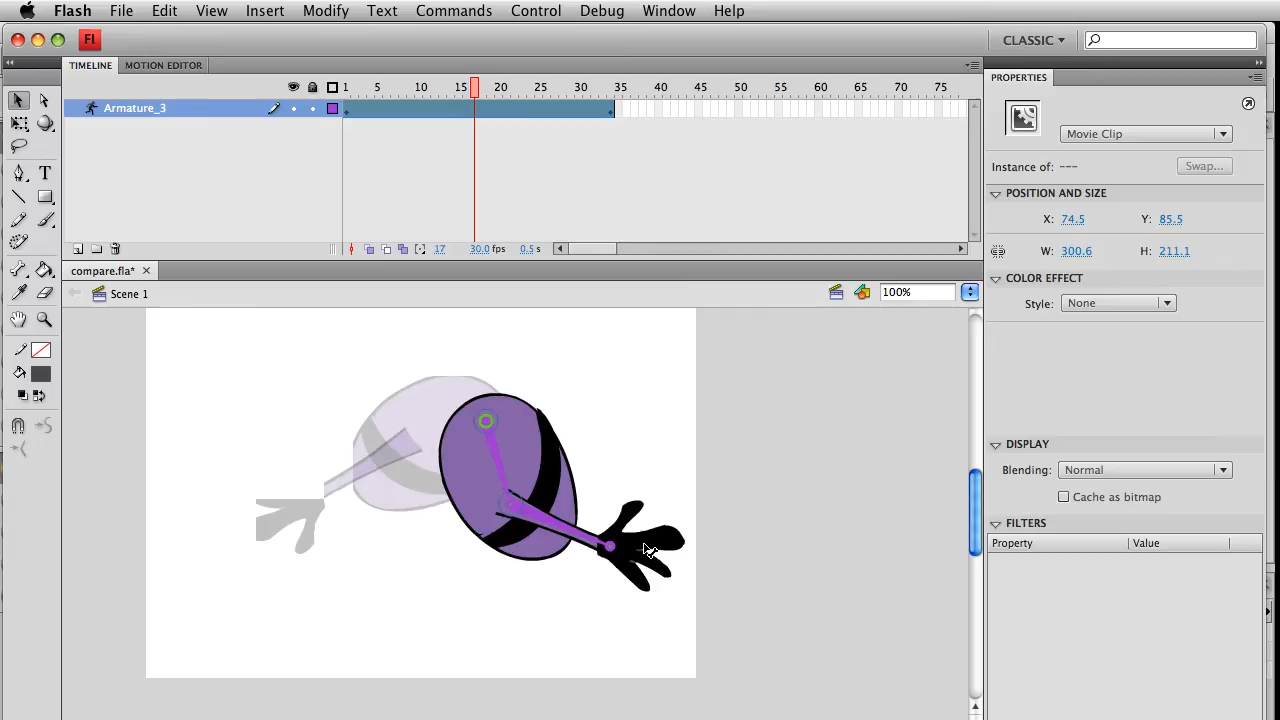 Flash File Edit View Insert Modify Text Commands Control Debug Window Help
Fl CLASSIC
TIMELINE MOTION EDITOR
PROPERTIES
1 5 10 15 20 25 30 35 40 45 50 55 60 65 70 75
Armature_3
Movie Clip
Instance of: --- Swap...
POSITION AND SIZE
X: 74.5 Y: 85.5
17 30.0 fps 0.5 s
W: 300.6 H: 211.1
compare.fla*
COLOR EFFECT
Scene 1 100%
Style: None
T
DISPLAY
Blending: Normal
Cache as bitmap
FILTERS
Property Value